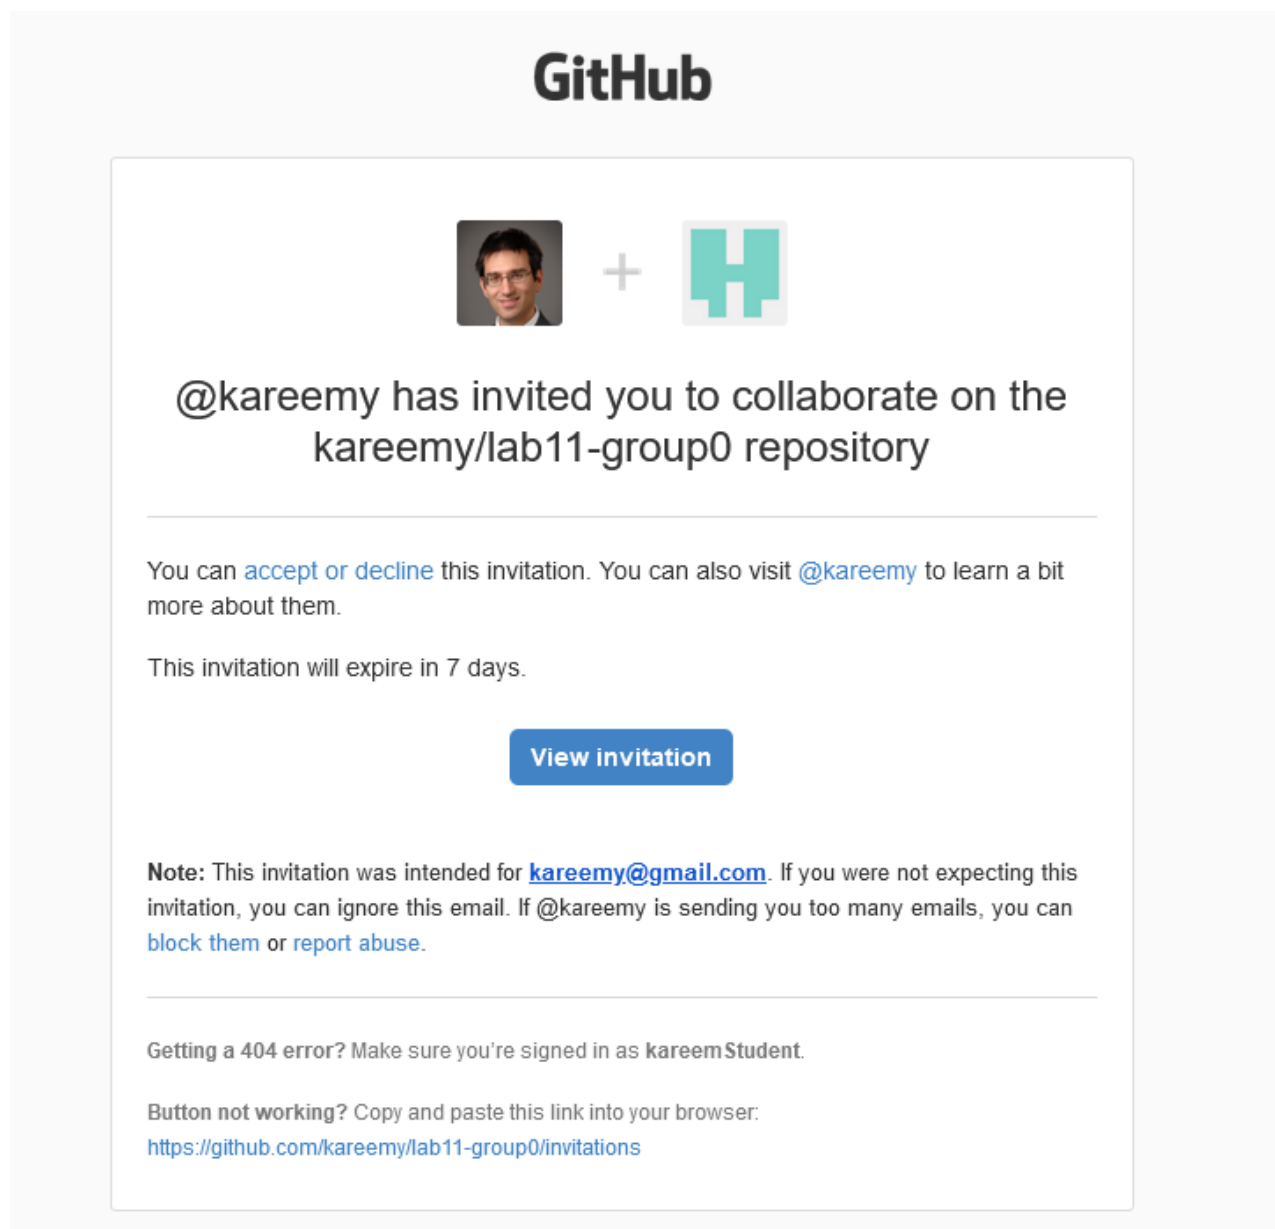 GitHub
@kareemy has invited you to collaborate on the
kareemy/lab11-group0 repository
You can accept or decline this invitation. You can also visit @kareemy to learn a bit
more about them.
This invitation will expire in 7 days.
View invitation
Note: This invitation was intended for kareemy@gmail.com. If you were not expecting this
invitation, you can ignore this email. If @kareemy is sending you too many emails, you can
block them or report abuse.
Getting a 404 error? Make sure you're signed in as kareemStudent.
Button not working? Copy and paste this link into your browser:
https://github.com/kareemy/lab11-group0/invitations